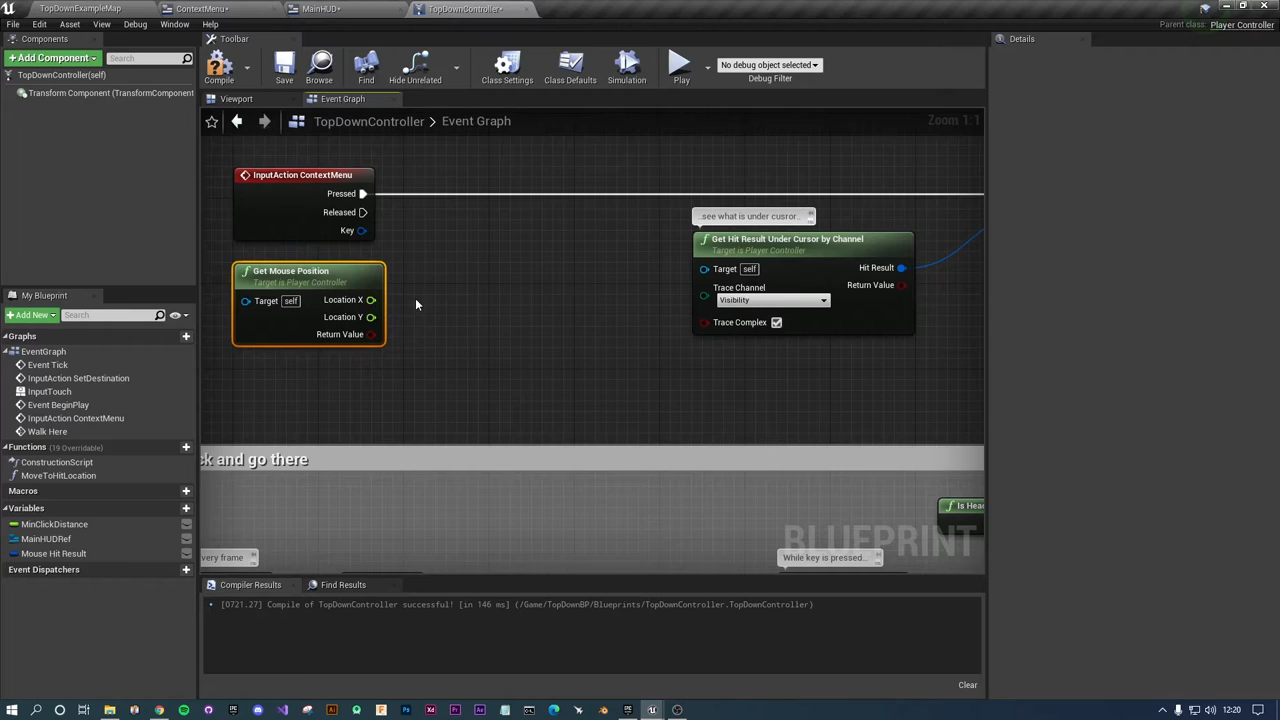 TopDownExampleMap
ContextMenu*
MainHUD*
TopDownController*
File Edit Asset View Debug Window Help
Parent class: Player Controller
Components
Toolbar
Details
+Add Component
Search
Compile
Save
Browse
Find
Hide Unrelated
Class Settings
Class Defaults
Simulation
Play
No debug object selected
Debug Filter
TopDownController(self)
Transform Component (TransformComponent
Viewport
Event Graph
TopDownController > Event Graph
Zoom 1:1
InputAction ContextMenu
Pressed
Released
Key
Get Mouse Position
Target is Player Controller
Target self
Location X
Location Y
Return Value
..see what is under cusror..
Get Hit Result Under Cursor by Channel
Target is Player Controller
Target self
Hit Result
Trace Channel
Visibility
Return Value
Trace Complex
My Blueprint
+Add New
Search
Graphs
EventGraph
Event Tick
InputAction SetDestination
InputTouch
Event BeginPlay
InputAction ContextMenu
Walk Here
Functions (19 Overridable)
ConstructionScript
MoveToHitLocation
Macros
Variables
MinClickDistance
MainHUDRef
Mouse Hit Result
Event Dispatchers
ck and go there
Is Head
BLUEPRINT
very frame
While key is pressed...
Compiler Results
Find Results
[0721.27] Compile of TopDownController successful! [in 146 ms] (/Game/TopDownBP/Blueprints/TopDownController.TopDownController)
Clear
12:20